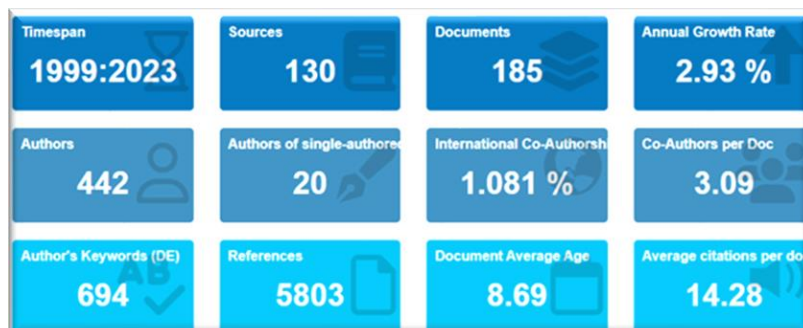 Timespan
1999:2023
Sources
130
Documents
185
Annual Growth Rate
2.93 %
Authors
442
Authors of single-authored
20
International Co-Authorsh
1.081 %
Co-Authors per Doc
3.09
Author's Keywords (DE)
694
References
5803
Document Average Age
8.69
Average citations per do
14.28
AB